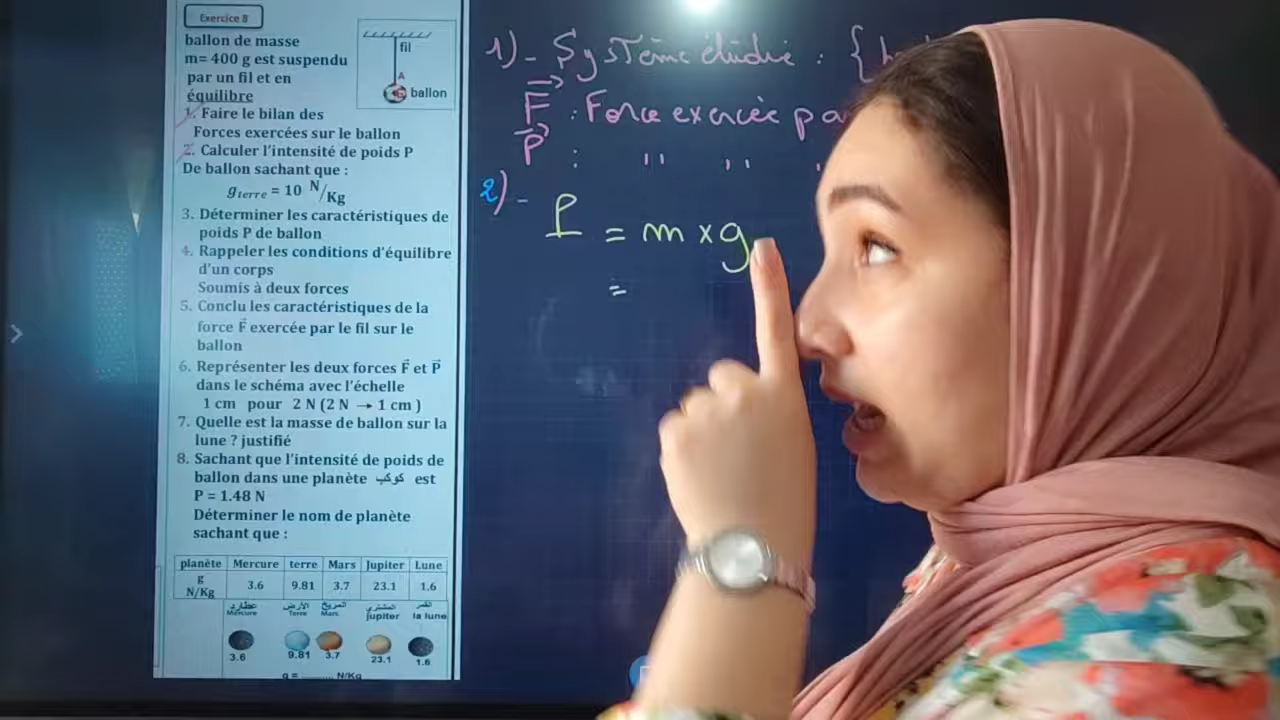 Exercice 8
ballon de masse
m= 400 g est suspendu
par un fil et en
équilibre
fil
A
ballon
1. Faire le bilan des
Forces exercées sur le ballon
2. Calculer l'intensité de poids P
De ballon sachant que :
g terre = 10 N/Kg
3. Déterminer les caractéristiques de
poids P de ballon
4. Rappeler les conditions d'équilibre
d'un corps
Soumis à deux forces
5. Conclu les caractéristiques de la
force F⃗ exercée par le fil sur le
ballon
6. Représenter les deux forces F⃗ et P⃗
dans le schéma avec l'échelle
1 cm pour 2 N (2 N → 1 cm )
7. Quelle est la masse de ballon sur la
lune ? justifié
8. Sachant que l'intensité de poids de
ballon dans une planète كوكب est
P = 1.48 N
Déterminer le nom de planète
sachant que :
planète Mercure terre Mars Jupiter Lune
g N/Kg 3.6 9.81 3.7 23.1 1.6
عطارد الأرض المريخ المشتري القمر
Mercure Terre Mars jupiter la lune
3.6 9.81 3.7 23.1 1.6
g = ......... N/Kg
1)- Système étudié : {
F⃗ : Force exercée
P⃗ : '' ''
2)-
P = m × g
=